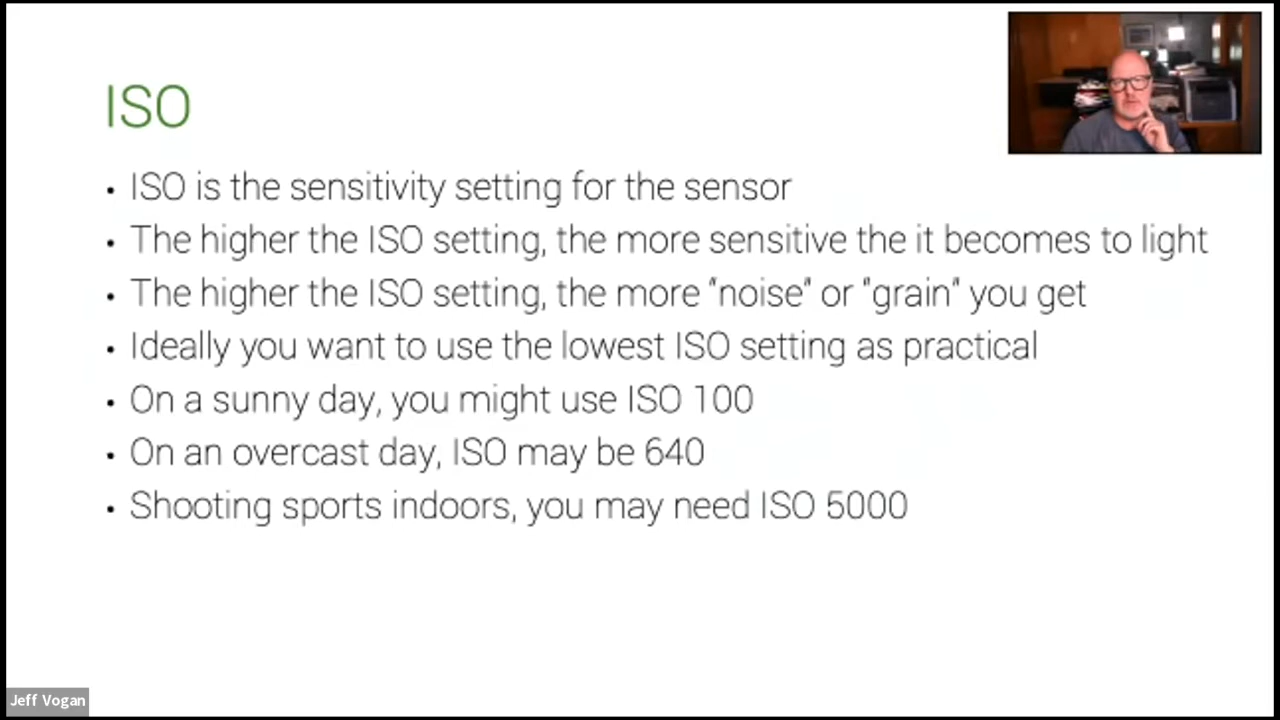 ISO
• ISO is the sensitivity setting for the sensor
• The higher the ISO setting, the more sensitive the it becomes to light
• The higher the ISO setting, the more “noise” or “grain” you get
• Ideally you want to use the lowest ISO setting as practical
• On a sunny day, you might use ISO 100
• On an overcast day, ISO may be 640
• Shooting sports indoors, you may need ISO 5000
Jeff Vogan